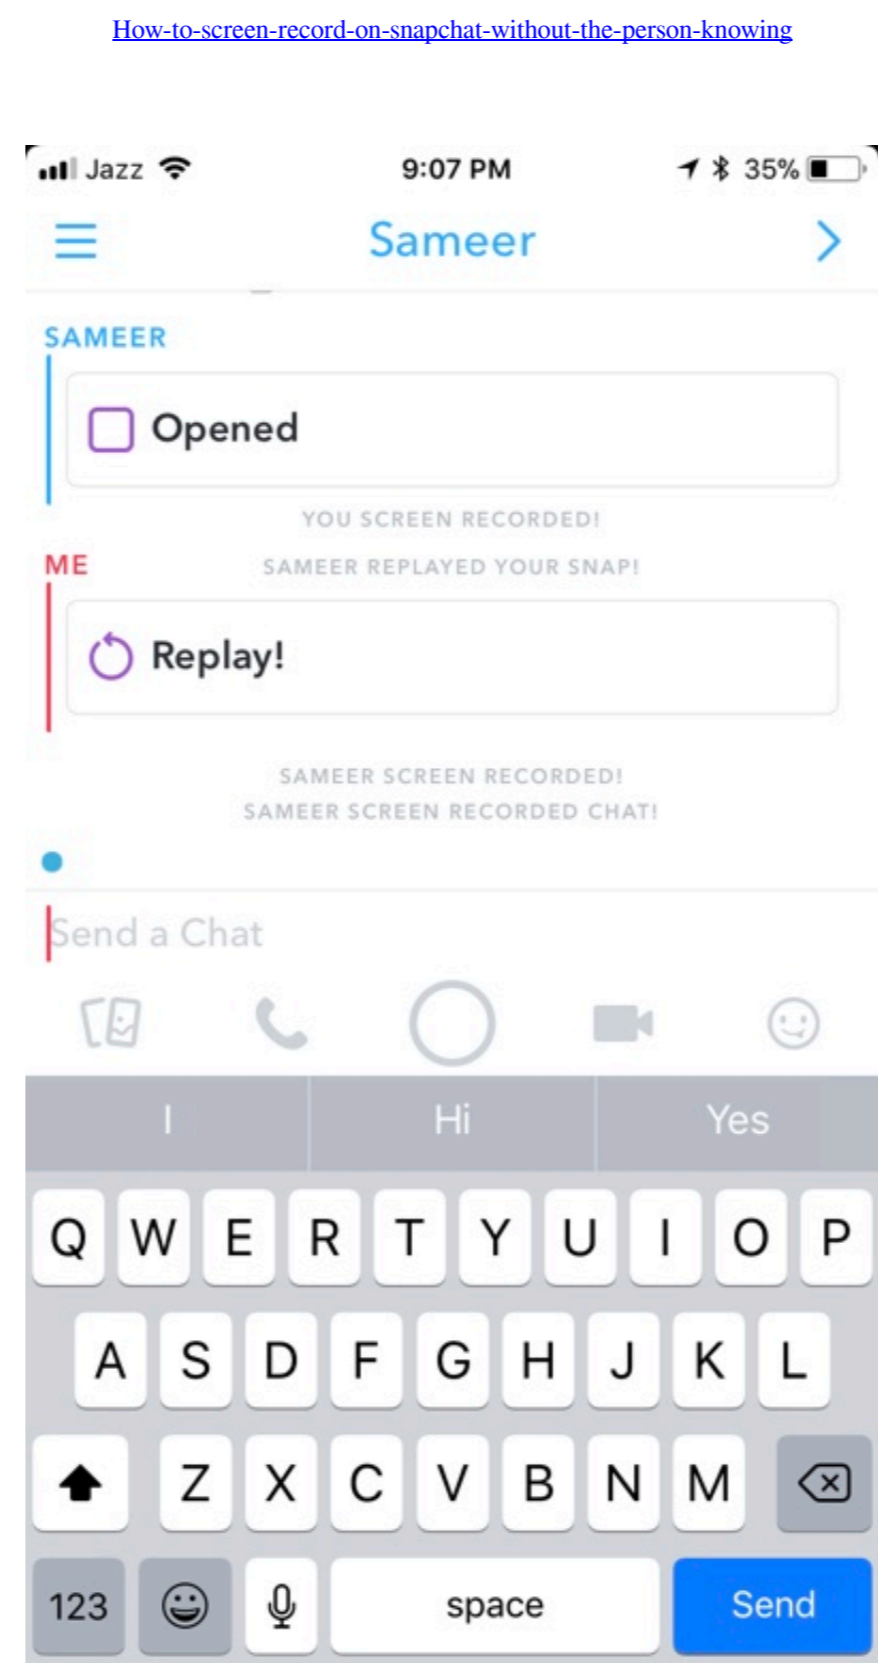 How-to-screen-record-on-snapchat-without-the-person-knowing
Jazz 9:07 PM 35%
Sameer
SAMEER
Opened
YOU SCREEN RECORDED!
ME SAMEER REPLAYED YOUR SNAP!
Replay!
SAMEER SCREEN RECORDED!
SAMEER SCREEN RECORDED CHAT!
Send a Chat
I Hi Yes
Q W E R T Y U I O P
A S D F G H J K L
Z X C V B N M
123 space Send